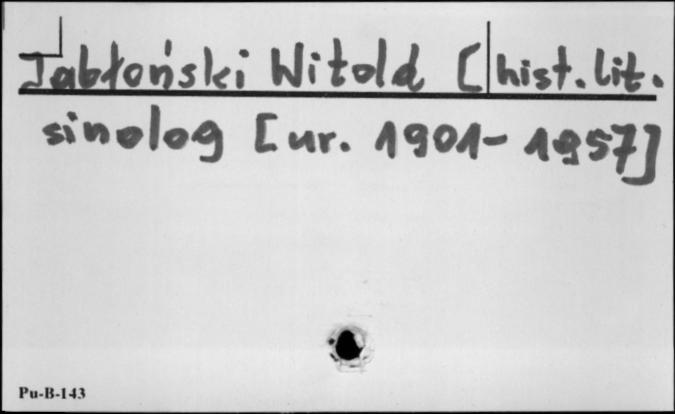 Jabłoński Witold [hist. lit.
sinolog [ur. 1901-1957]
Pu-B-143